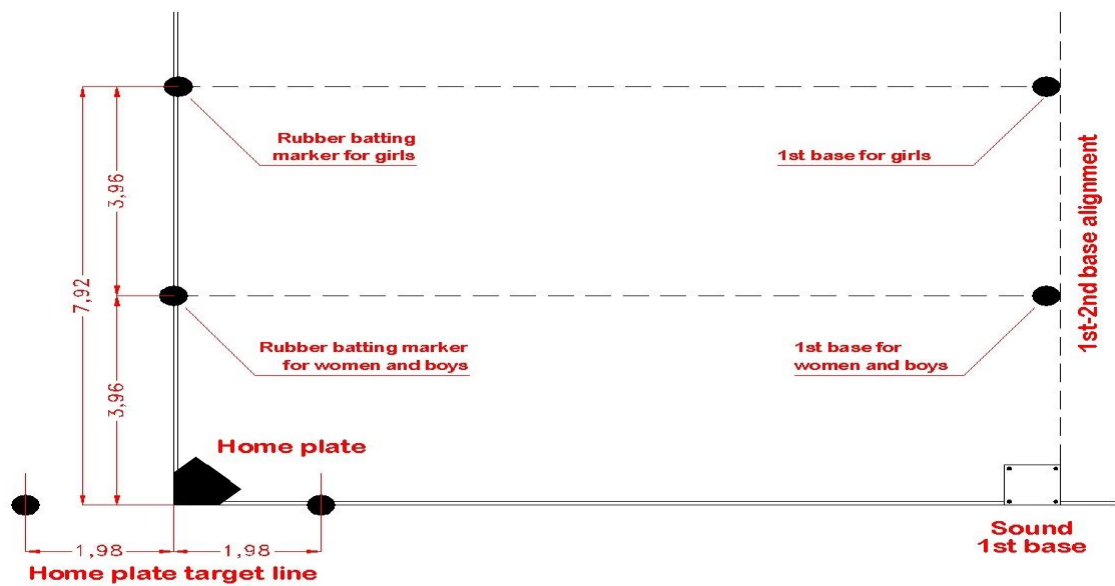 Rubber batting
marker for girls
1st base for girls
3,96
7,92
1st-2nd base alignment
Rubber batting marker
for women and boys
1st base for
women and boys
3,96
Home plate
1,98
1,98
Home plate target line
Sound
1st base